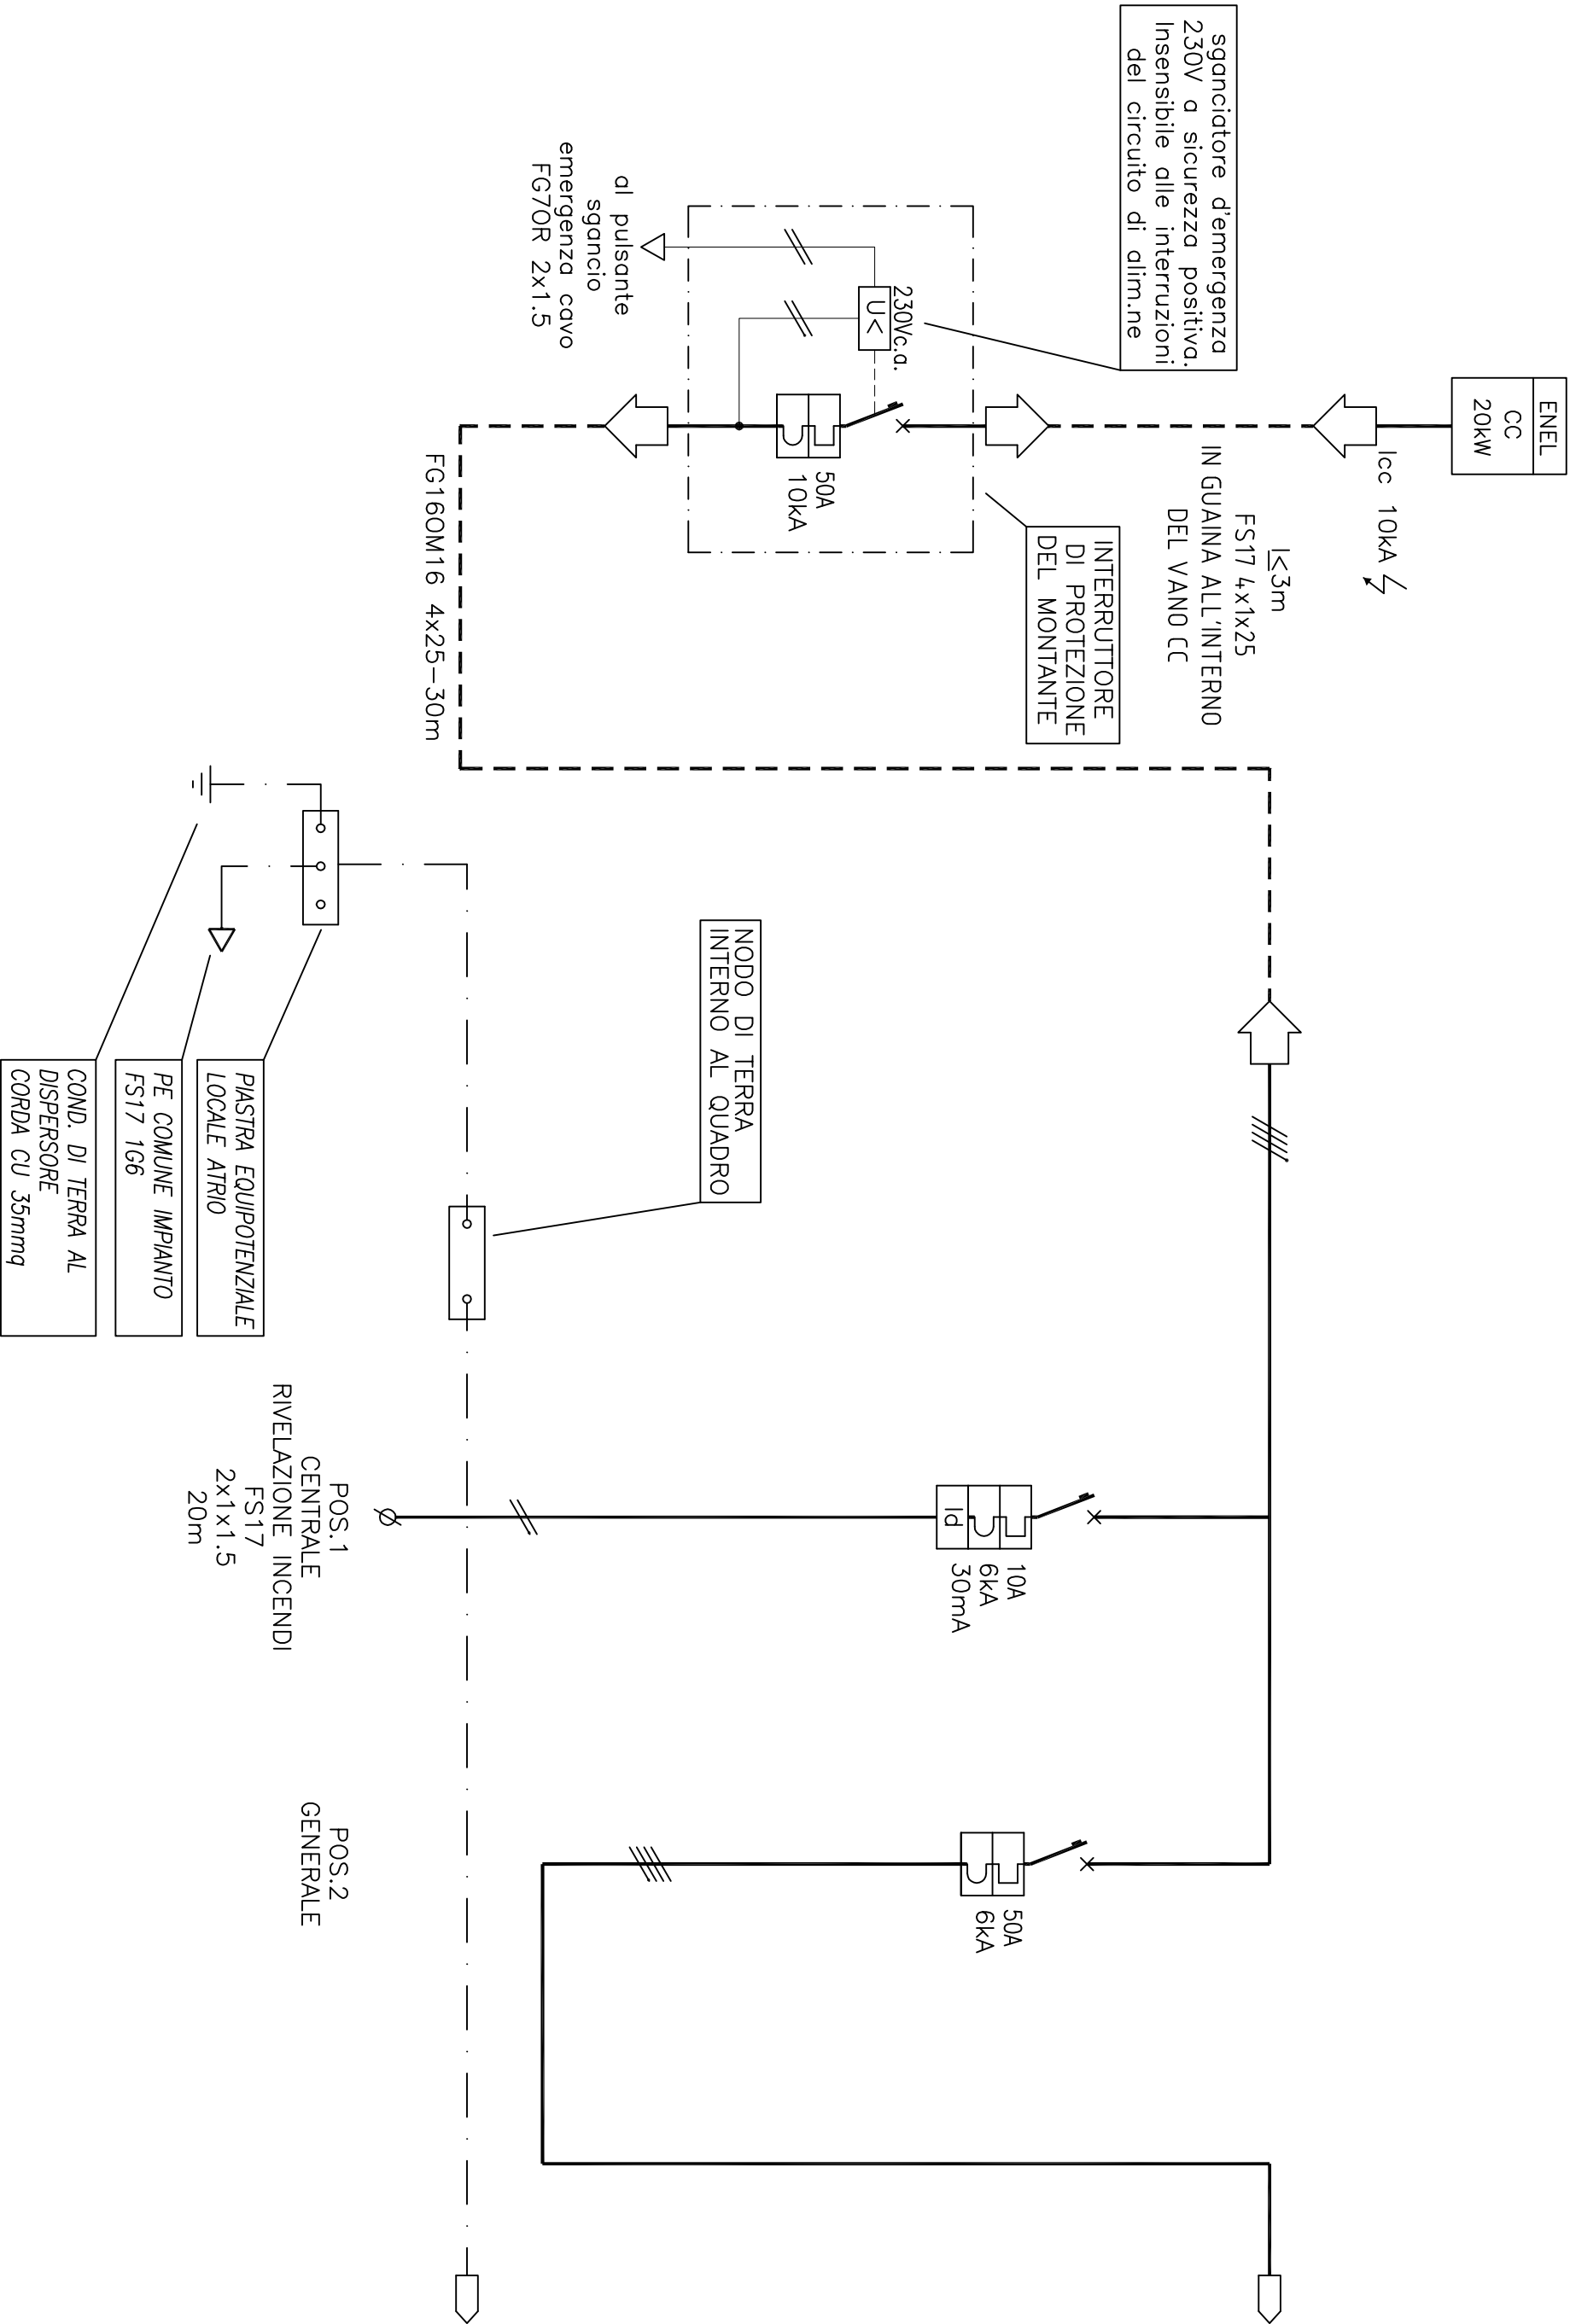 ENEL
CC
20kW
Icc 10kA
l<3m
FS17 4x1x25
IN GUAINA ALL'INTERNO
DEL VANO CC
sganciatore d'emergenza
230V a sicurezza positiva.
Insensibile alle interruzioni
del circuito di alim.ne
INTERRUTTORE
DI PROTEZIONE
DEL MONTANTE
230Vc.a.
U<
50A
10kA
al pulsante
sgancio
emergenza cavo
FG7OR 2x1.5
FG16OM16 4x25-30m
NODO DI TERRA
INTERNO AL QUADRO
PIASTRA EQUIPOTENZIALE
LOCALE ATRIO
PE COMUNE IMPIANTO
FS17 1G6
COND. DI TERRA AL
DISPERSORE
CORDA CU 35mmq
10A
6kA
30mA
Id
POS.1
CENTRALE
RIVELAZIONE INCENDI
FS17
2x1x1.5
20m
50A
6kA
POS.2
GENERALE